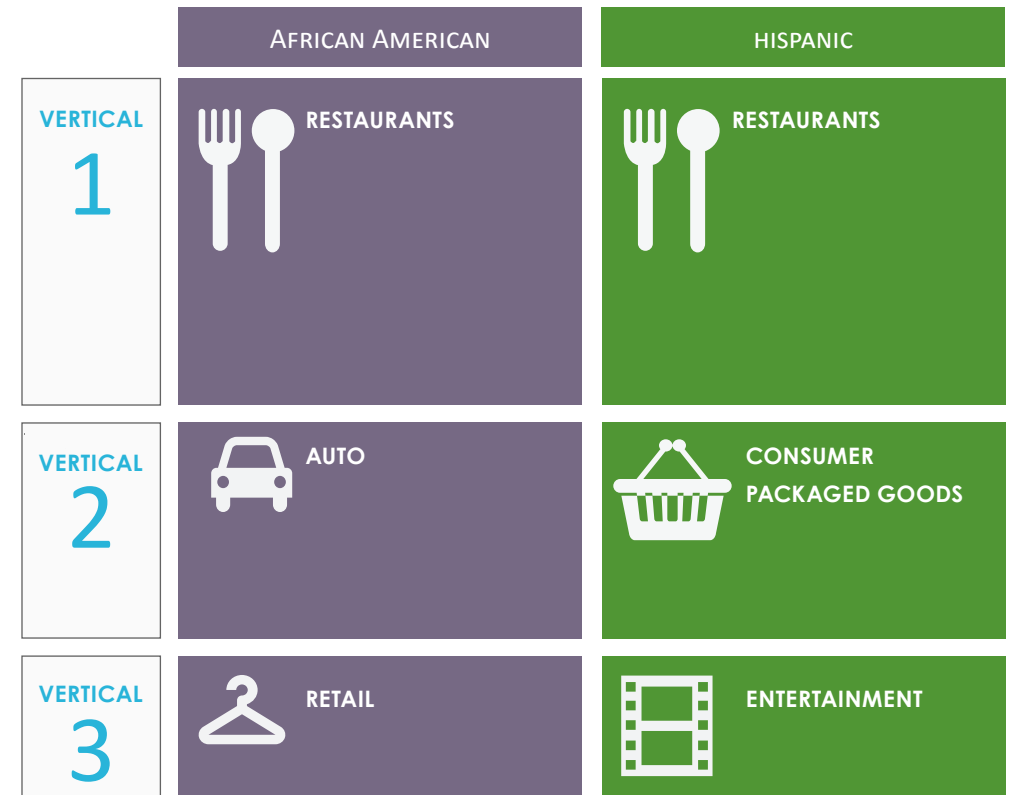 AFRICAN AMERICAN
HISPANIC
VERTICAL
1
RESTAURANTS
RESTAURANTS
VERTICAL
2
AUTO
CONSUMER
PACKAGED GOODS
VERTICAL
3
RETAIL
ENTERTAINMENT